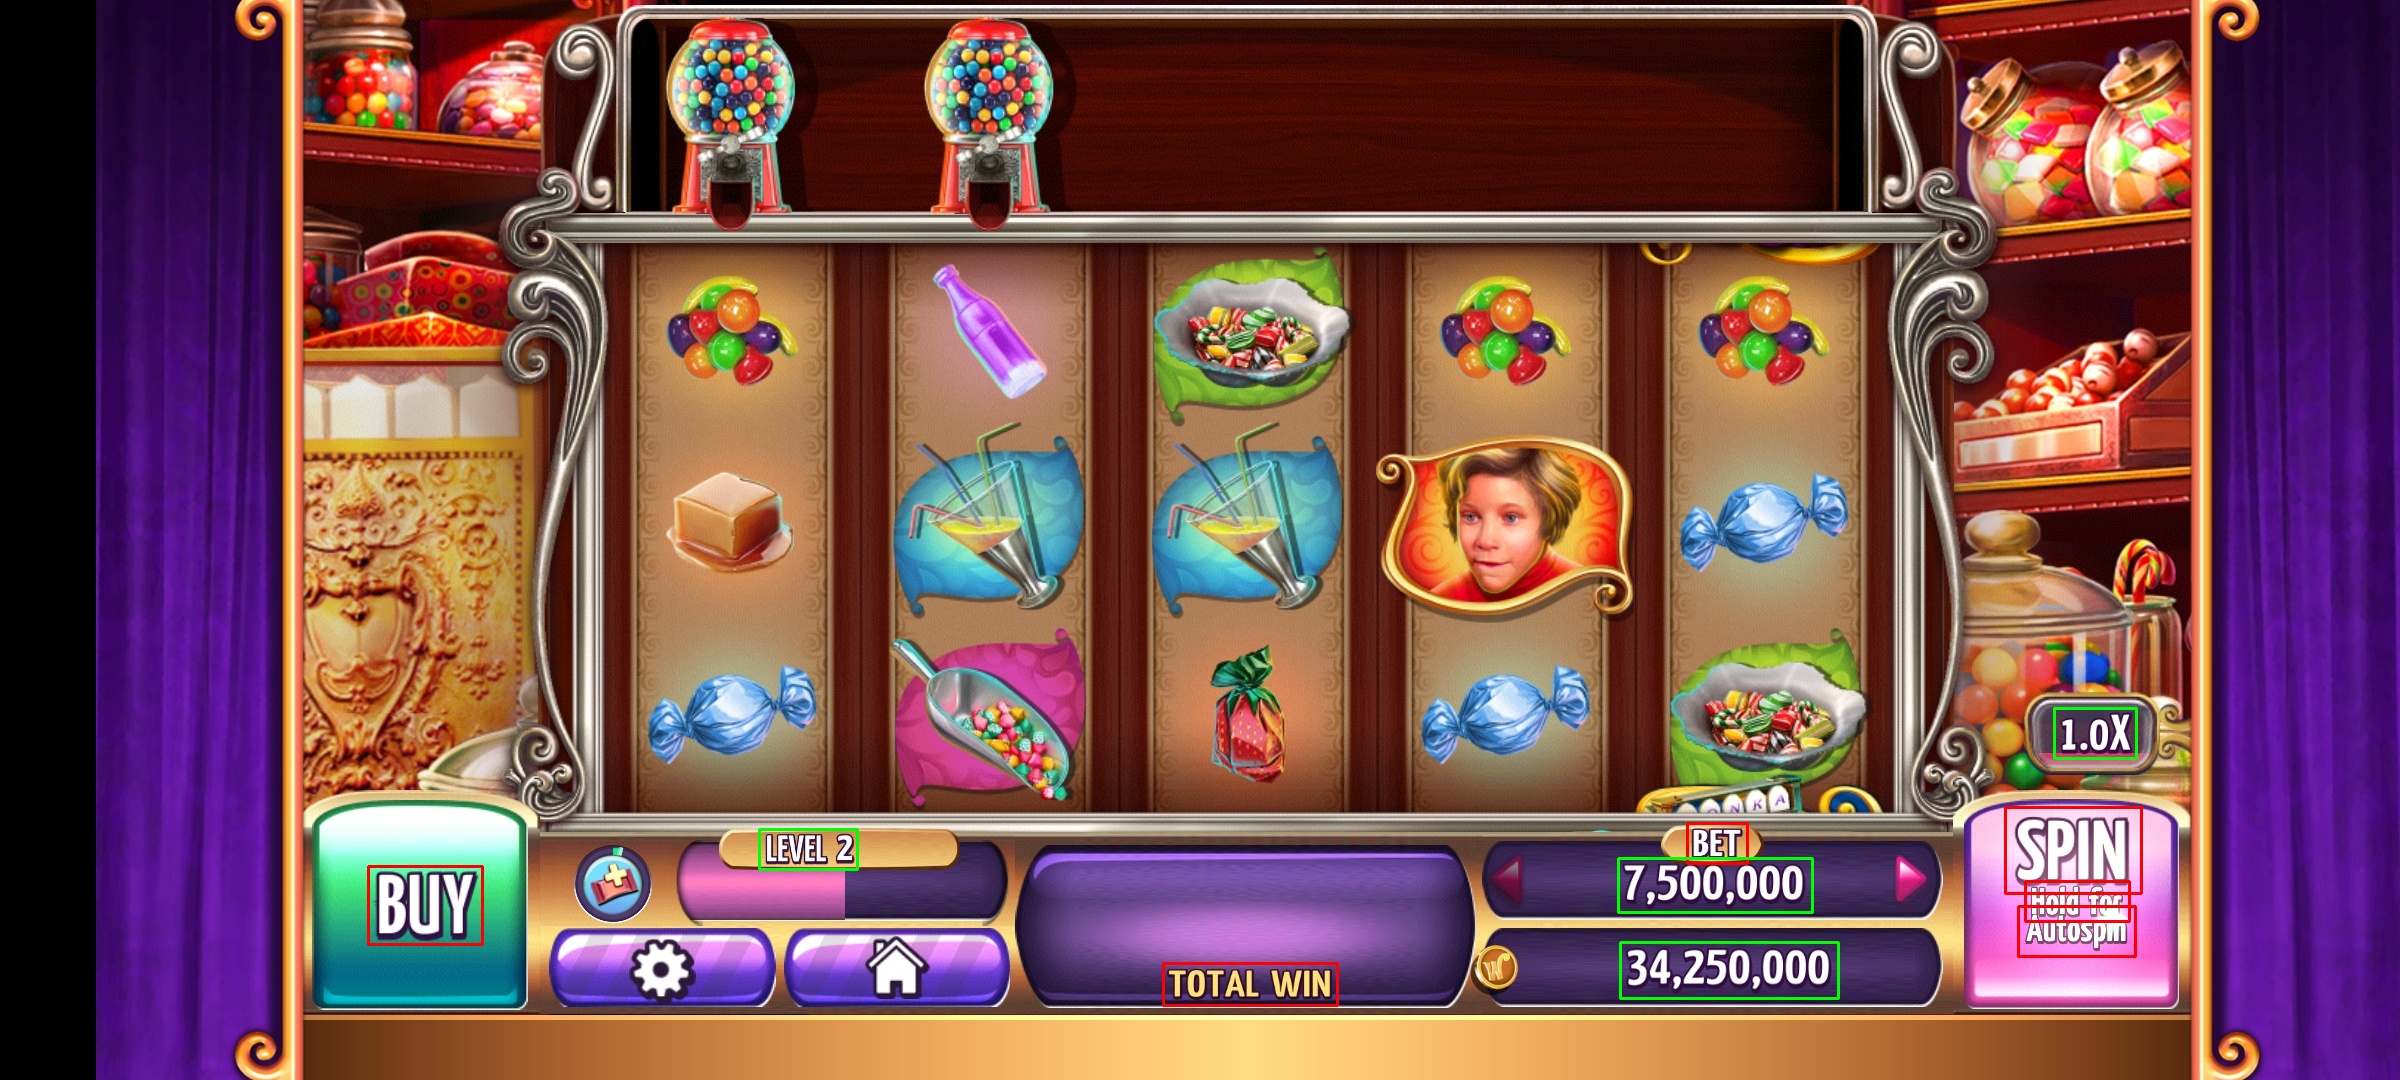 1.0X
BUY
LEVEL 2
BET
7,500,000
34,250,000
TOTAL WIN
SPIN
Hold for
Autospin